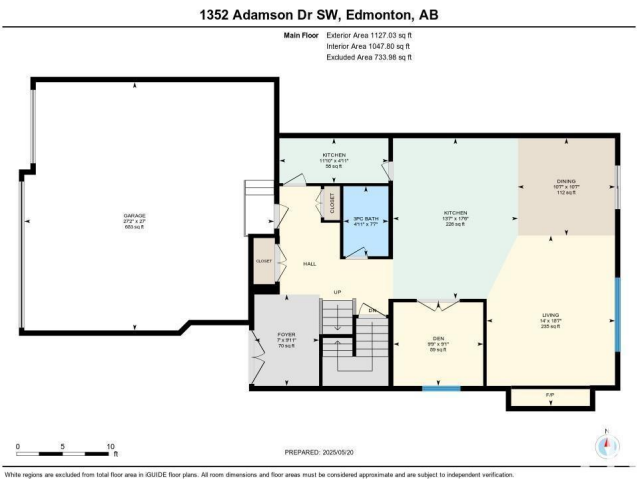 1352 Adamson Dr SW, Edmonton, AB
Main Floor Exterior Area 1127.03 sq ft
Interior Area 1047.80 sq ft
Excluded Area 733.98 sq ft
KITCHEN
11'10" x 4'11"
55 sq ft
DINING
10'7" x 10'7"
112 sq ft
CLOSET
GARAGE
27'2" x 27'
683 sq ft
3PC BATH
4'11" x 7'7"
KITCHEN
13'7" x 17'6"
226 sq ft
CLOSET
HALL
UP
DN
LIVING
14' x 16'7"
235 sq ft
FOYER
7' x 9'11"
70 sq ft
DEN
9'9" x 9'1"
89 sq ft
F/P
N
0 5 10
ft
PREPARED: 2025/05/20
White regions are excluded from total floor area in iGUIDE floor plans. All room dimensions and floor areas must be considered approximate and are subject to independent verification.